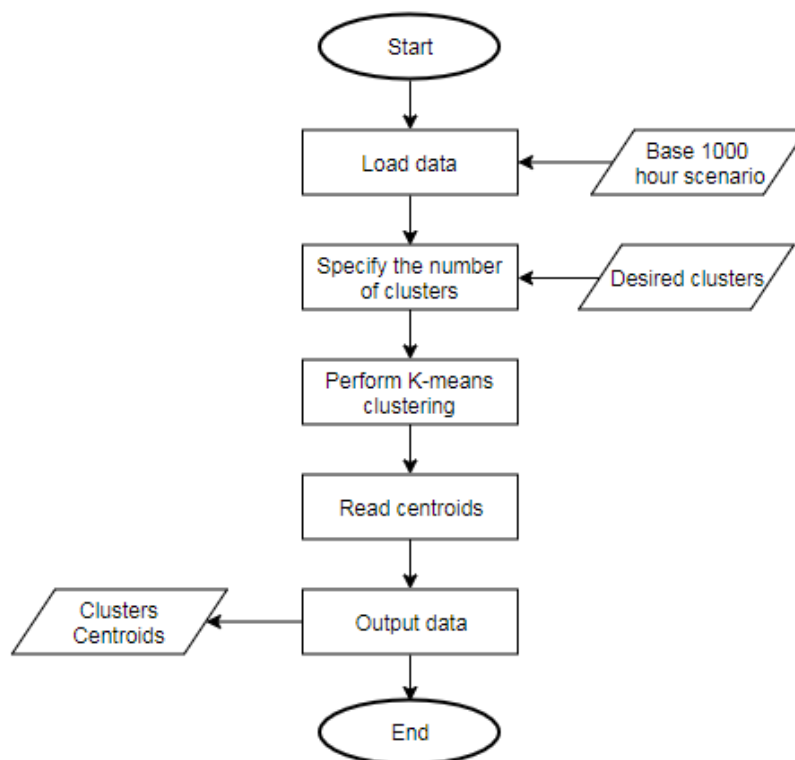 Start
Load data
Base 1000
hour scenario
Specify the number
of clusters
Desired clusters
Perform K-means
clustering
Read centroids
Clusters
Centroids
Output data
End